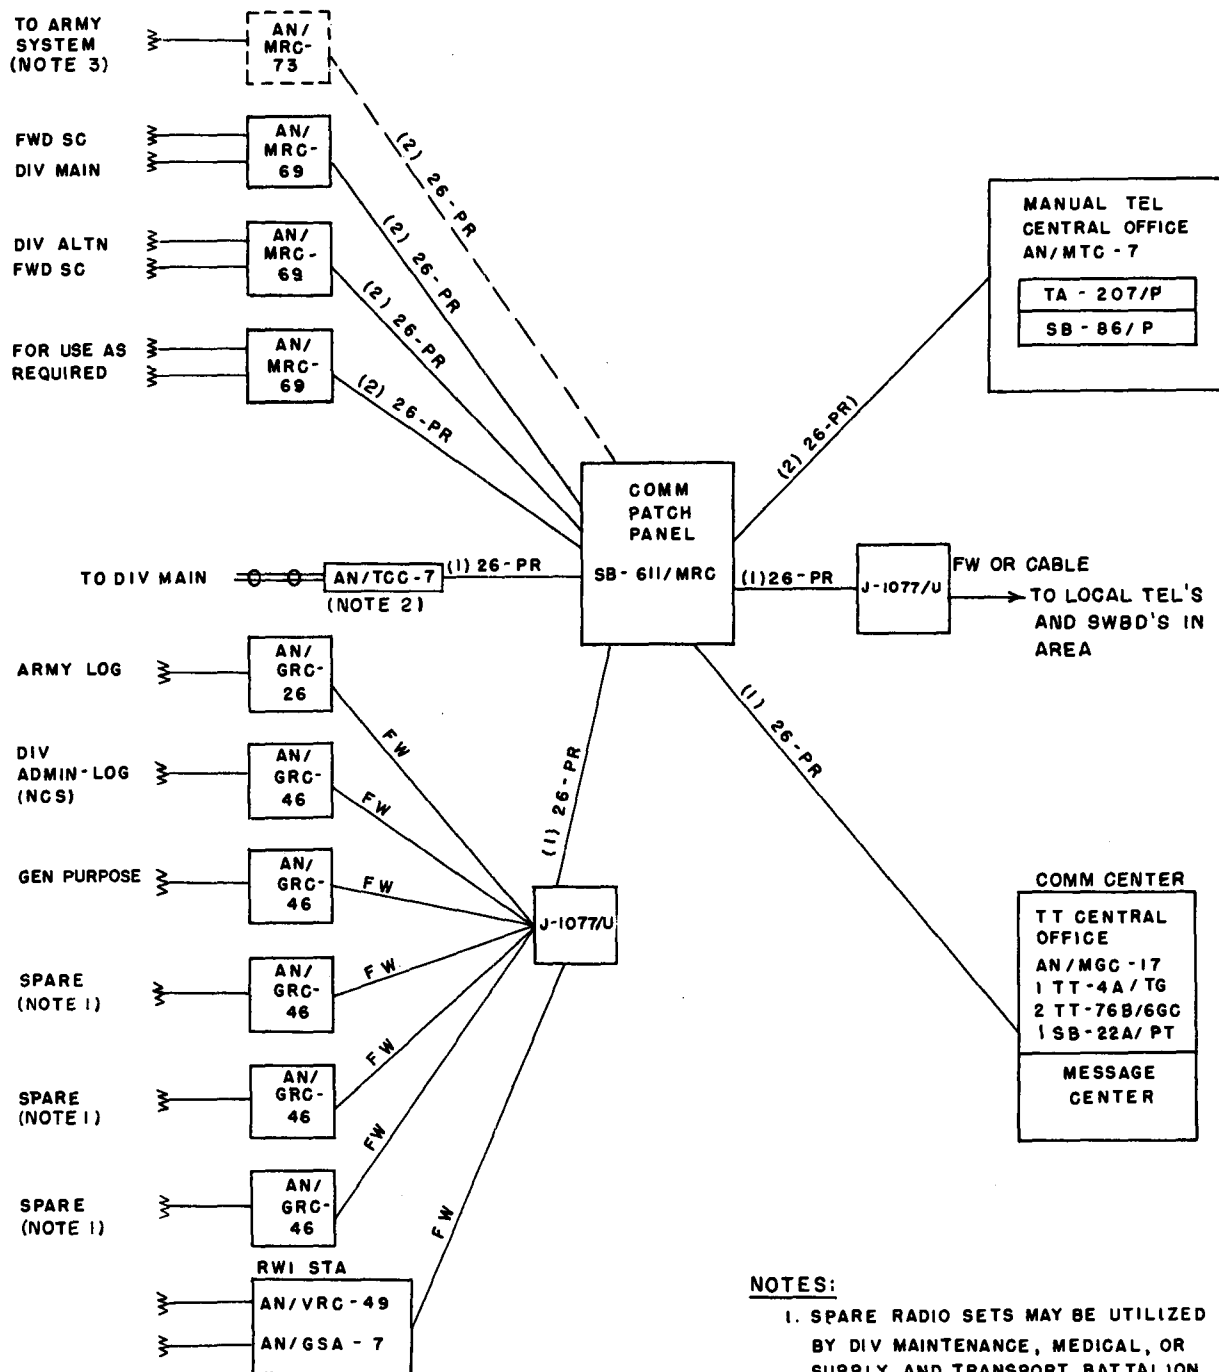 TO ARMY
SYSTEM
(NOTE 3)
AN/
MRC-
73
(2) 26-PR
FWD SC
DIV MAIN
AN/
MRC-
69
(2) 26-PR
DIV ALTN
FWD SC
AN/
MRC-
69
(2) 26-PR
FOR USE AS
REQUIRED
AN/
MRC-
69
(2) 26-PR
MANUAL TEL
CENTRAL OFFICE
AN/MTC-7
TA-207/P
SB-86/P
(2) 26-PR)
COMM
PATCH
PANEL
SB-611/MRC
TO DIV MAIN
AN/TCC-7
(NOTE 2)
(1) 26-PR
(1) 26-PR
J-1077/U
FW OR CABLE
TO LOCAL TEL'S
AND SWBD'S IN
AREA
ARMY LOG
AN/
GRC-
26
FW
DIV
ADMIN-LOG
(NCS)
AN/
GRC-
46
FW
GEN PURPOSE
AN/
GRC-
46
FW
SPARE
(NOTE 1)
AN/
GRC-
46
FW
SPARE
(NOTE 1)
AN/
GRC-
46
FW
SPARE
(NOTE 1)
AN/
GRC-
46
FW
(1) 26-PR
J-1077/U
(1) 26-PR
COMM CENTER
TT CENTRAL
OFFICE
AN/MGC-17
1 TT-4A/TG
2 TT-76B/6GC
1 SB-22A/PT
MESSAGE
CENTER
RWI STA
AN/VRC-49
AN/GSA-7
FW
NOTES:
1. SPARE RADIO SETS MAY BE UTILIZED
BY DIV MAINTENANCE, MEDICAL, OR
SUPPLY AND TRANSPORT BATTALION